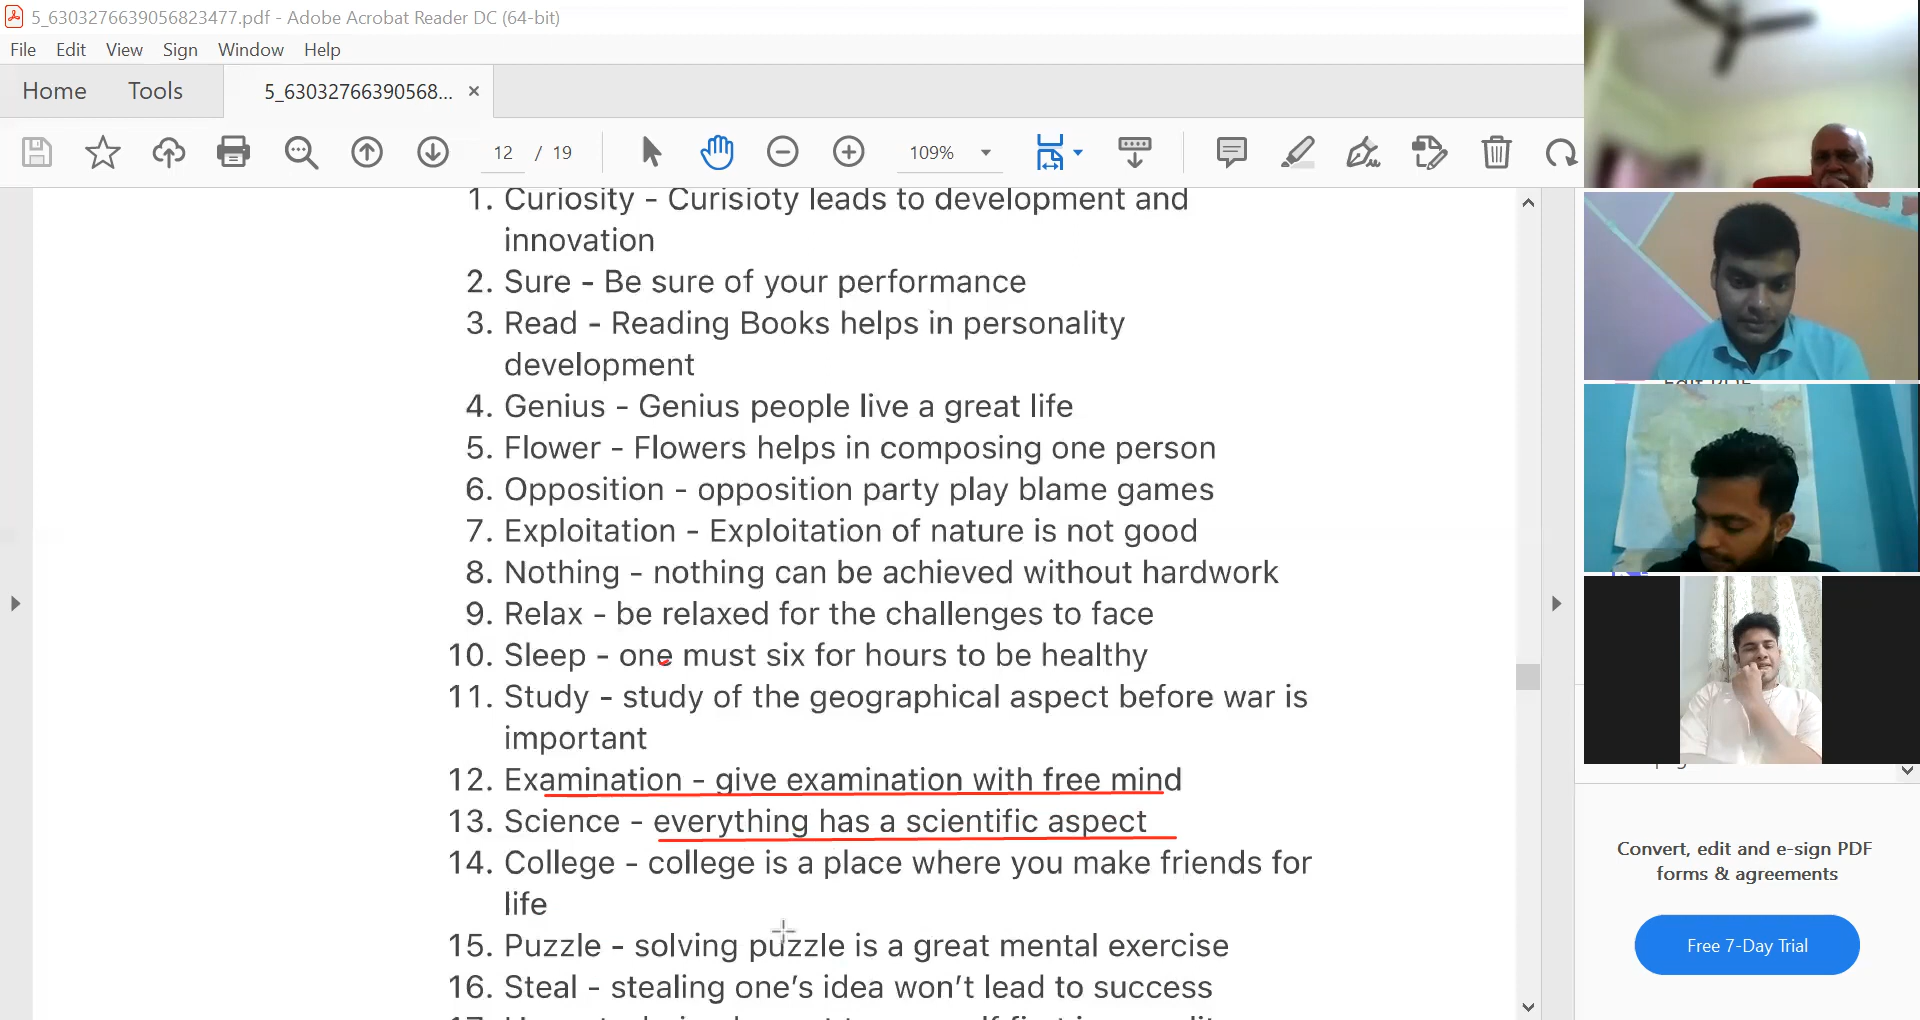 5_6303276639056823477.pdf - Adobe Acrobat Reader DC (64-bit)
File Edit View Sign Window Help
Home Tools 5_63032766390568... ×
12 / 19 109%
1. Curiosity - Curisioty leads to development and
innovation
2. Sure - Be sure of your performance
3. Read - Reading Books helps in personality
development
4. Genius - Genius people live a great life
5. Flower - Flowers helps in composing one person
6. Opposition - opposition party play blame games
7. Exploitation - Exploitation of nature is not good
8. Nothing - nothing can be achieved without hardwork
9. Relax - be relaxed for the challenges to face
10. Sleep - one must six for hours to be healthy
11. Study - study of the geographical aspect before war is
important
12. Examination - give examination with free mind
13. Science - everything has a scientific aspect
14. College - college is a place where you make friends for
life
15. Puzzle - solving puzzle is a great mental exercise
16. Steal - stealing one's idea won't lead to success
Convert, edit and e-sign PDF
forms & agreements
Free 7-Day Trial